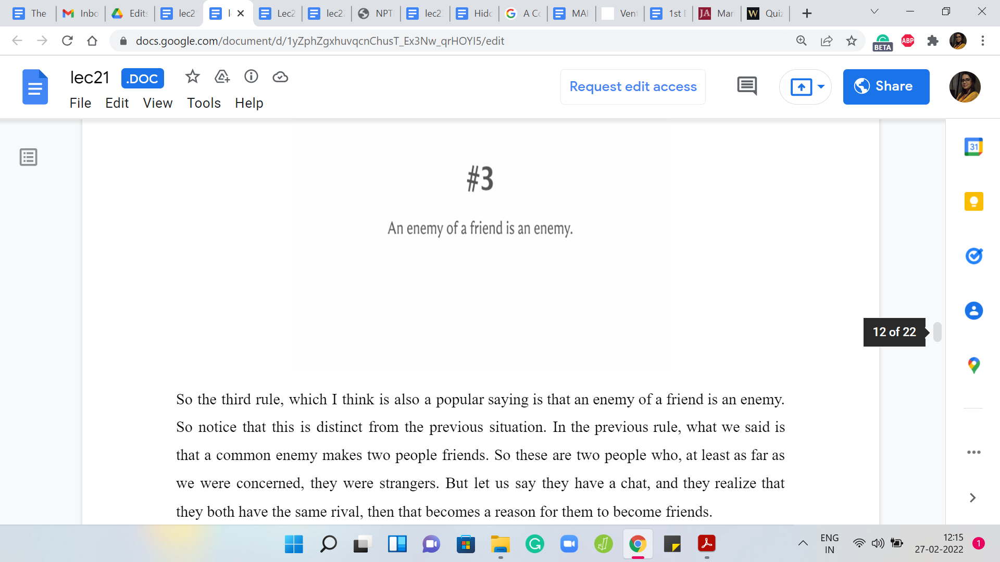 The
Inbo
Edits
lec2
l
Lec2
lec2
NPT
lec2
Hidd
A Co
MAI
Vent
1st
JA
Mar
W
Quiz
docs.google.com/document/d/1yZphZgxhuvqcnChusT_Ex3Nw_qrHOYI5/edit
BETA
ABP
lec21
.DOC
File Edit View Tools Help
Request edit access
Share
31
#3
An enemy of a friend is an enemy.
12 of 22
So the third rule, which I think is also a popular saying is that an enemy of a friend is an enemy.
So notice that this is distinct from the previous situation. In the previous rule, what we said is
that a common enemy makes two people friends. So these are two people who, at least as far as
we were concerned, they were strangers. But let us say they have a chat, and they realize that
they both have the same rival, then that becomes a reason for them to become friends.
ENG
IN
12:15
27-02-2022
1